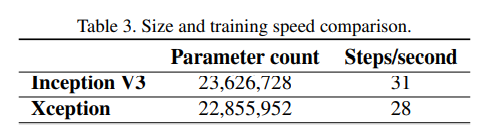 Table 3. Size and training speed comparison.
Parameter count Steps/second
Inception V3 23,626,728 31
Xception 22,855,952 28